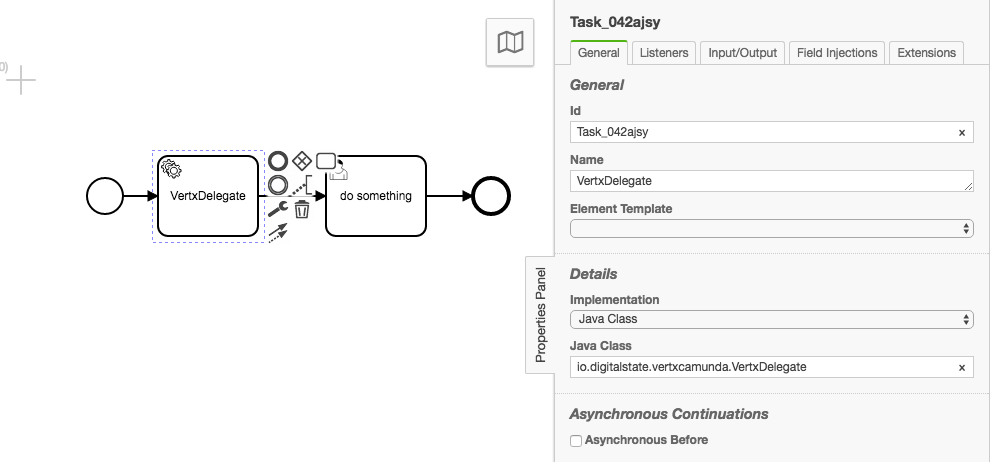 0)
VertxDelegate
do something
Properties Panel
Task_042ajsy
General
Listeners
Input/Output
Field Injections
Extensions
General
Id
Task_042ajsy
×
Name
VertxDelegate
Element Template
Details
Implementation
Java Class
Java Class
io.digitalstate.vertxcamunda.VertxDelegate
×
Asynchronous Continuations
Asynchronous Before